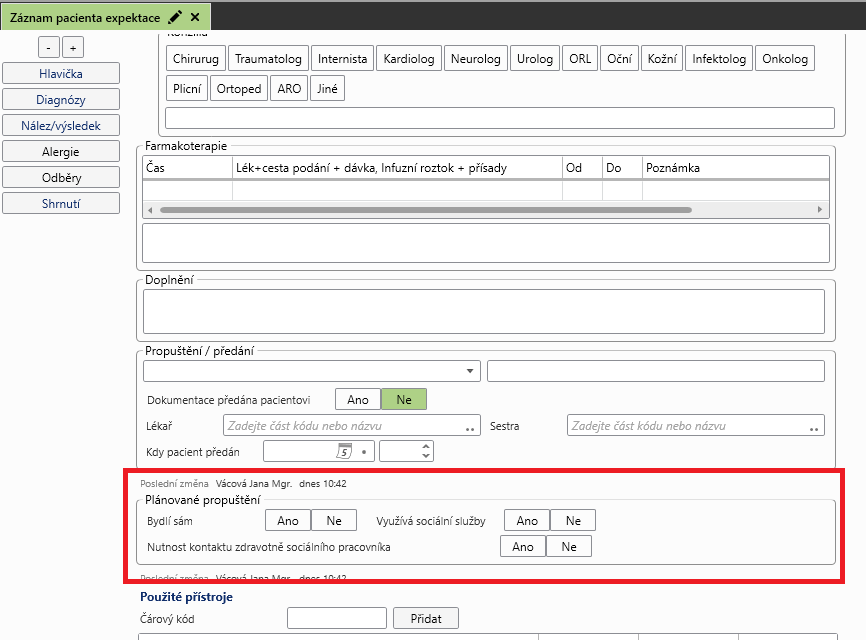 Záznam pacienta expektace
- +
Hlavička
Diagnózy
Nález/výsledek
Alergie
Odběry
Shrnutí
Konzilia
Chirurg Traumatolog Internista Kardiolog Neurolog Urolog ORL Oční Kožní Infektolog Onkolog
Plicní Ortoped ARO Jiné
Farmakoterapie
Čas Lék+cesta podání + dávka, Infuzní roztok + přísady Od Do Poznámka
Doplnění
Propuštění / předání
Dokumentace předána pacientovi Ano Ne
Lékař Zadejte část kódu nebo názvu .. Sestra Zadejte část kódu nebo názvu ..
Kdy pacient předán 5
Poslední změna Vácová Jana Mgr. dnes 10:42
Plánované propuštění
Bydlí sám Ano Ne Využívá sociální služby Ano Ne
Nutnost kontaktu zdravotně sociálního pracovníka Ano Ne
Poslední změna Vácová Jana Mgr. dnes 10:42
Použité přístroje
Čárový kód Přidat